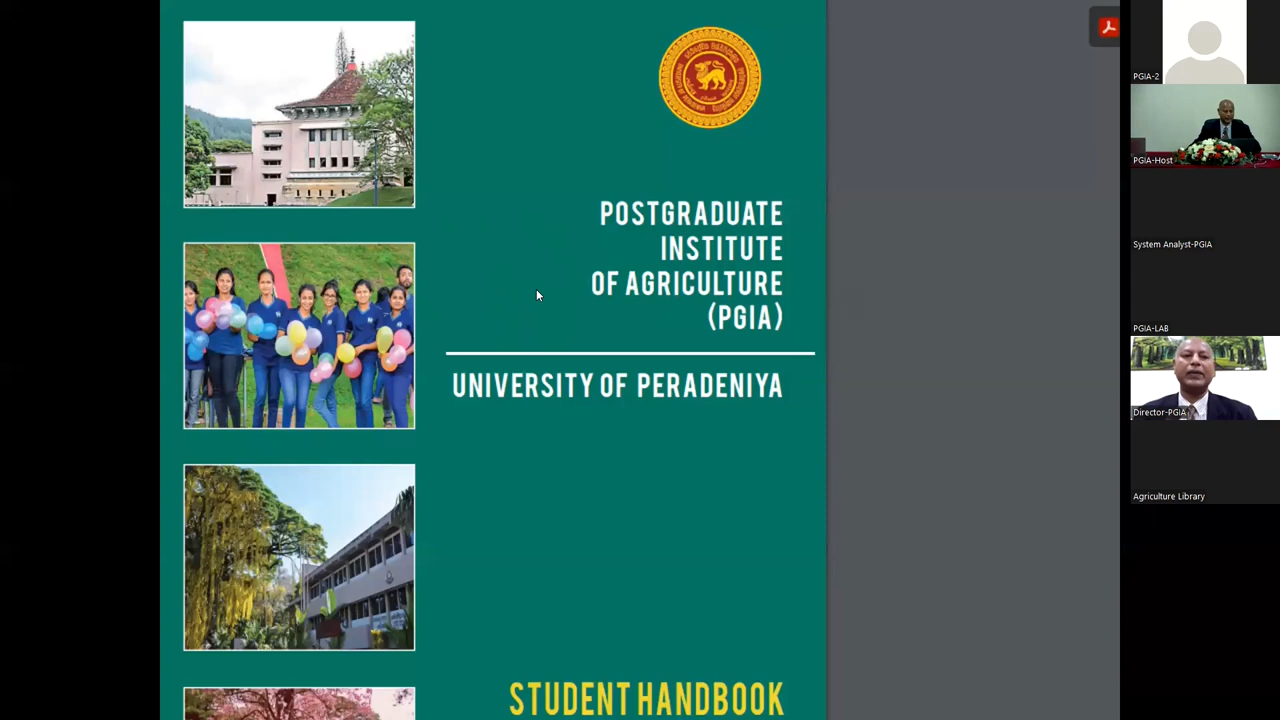 POSTGRADUATE
INSTITUTE
OF AGRICULTURE
(PGIA)
UNIVERSITY OF PERADENIYA
STUDENT HANDBOOK
PGIA-2
PGIA-Host
System Analyst-PGIA
PGIA-LAB
Director-PGIA
Agriculture Library